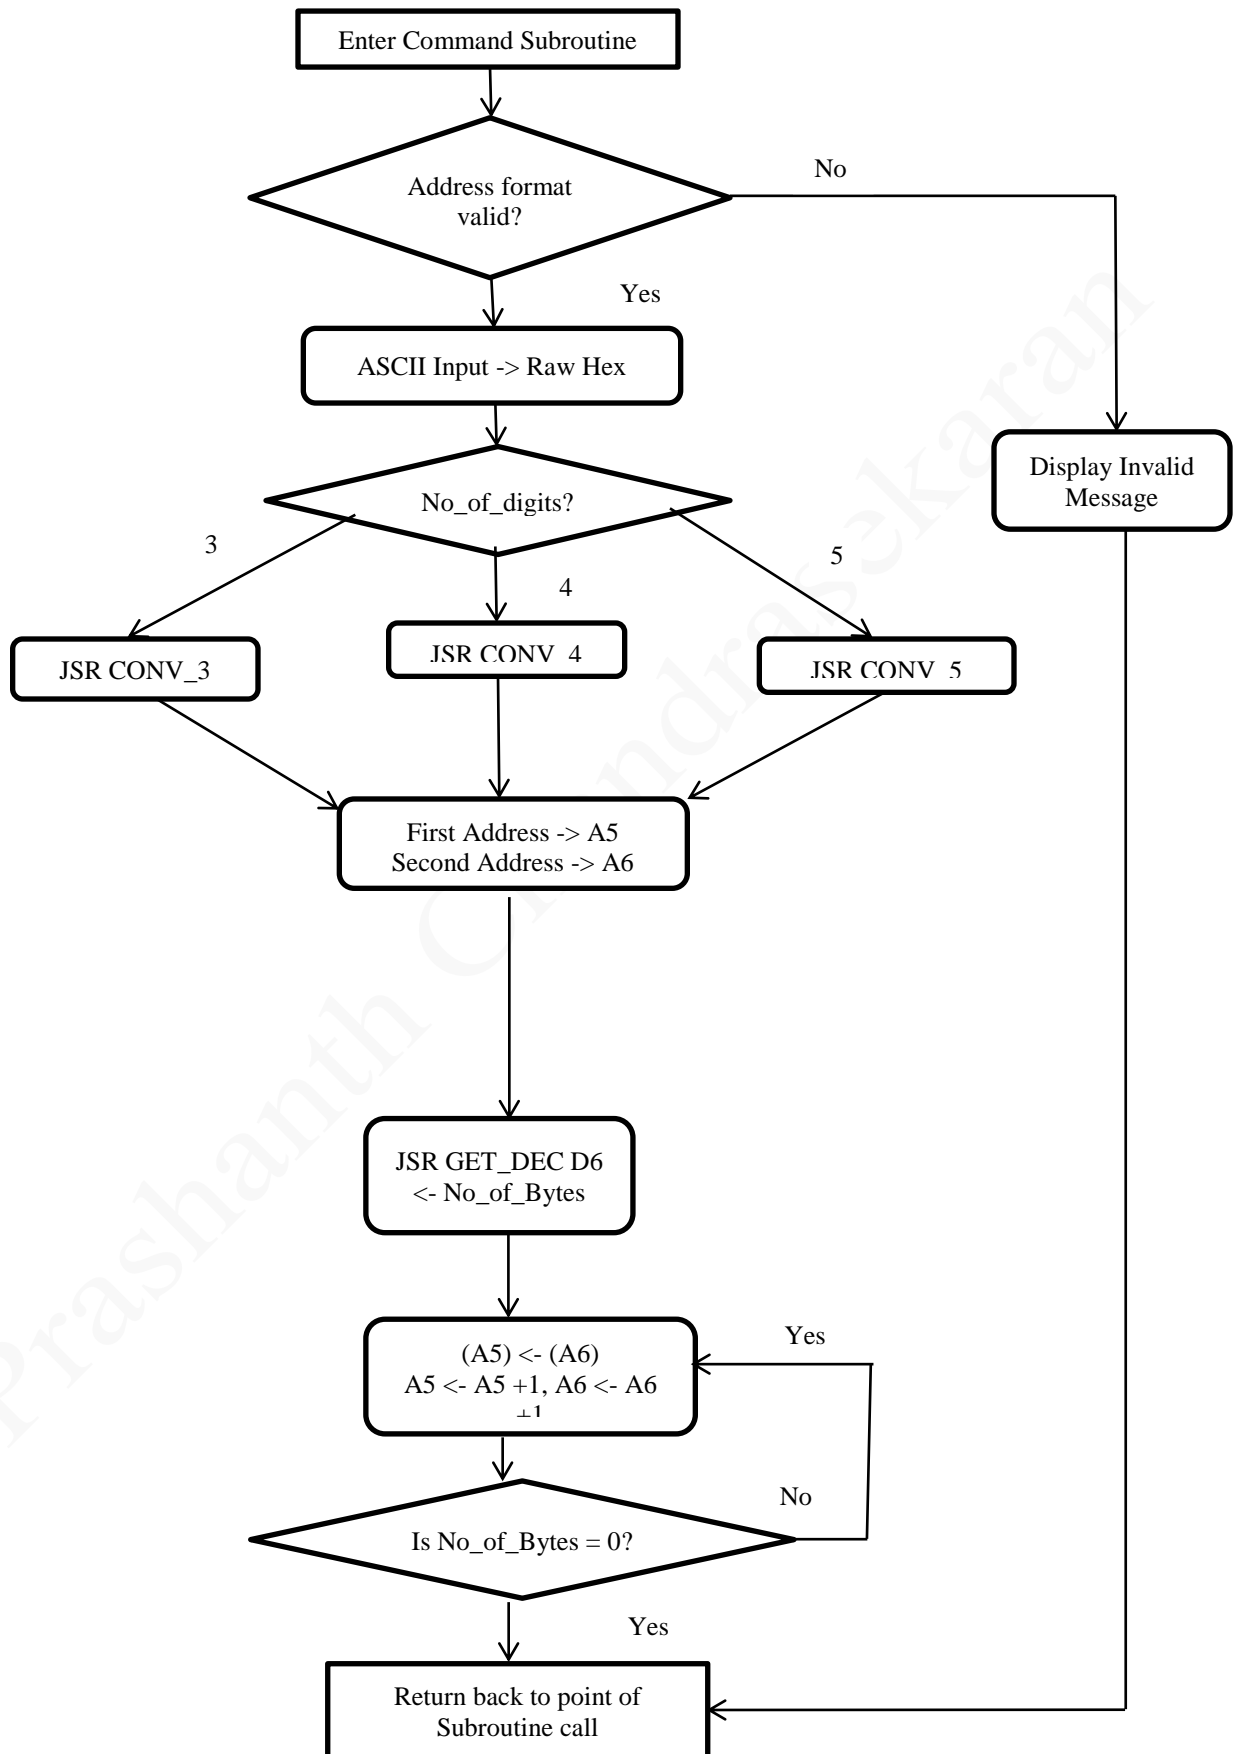 Enter Command Subroutine
No
Address format
valid?
Yes
ASCII Input -> Raw Hex
Display Invalid
Message
No_of_digits?
3
5
4
JSR CONV_3
JSR CONV_4
JSR CONV_5
First Address -> A5
Second Address -> A6
JSR GET_DEC D6
<- No_of_Bytes
Yes
(A5) <- (A6)
A5 <- A5 +1, A6 <- A6
+1
No
Is No_of_Bytes = 0?
Yes
Return back to point of
Subroutine call
Prashanth Chandrasekaran